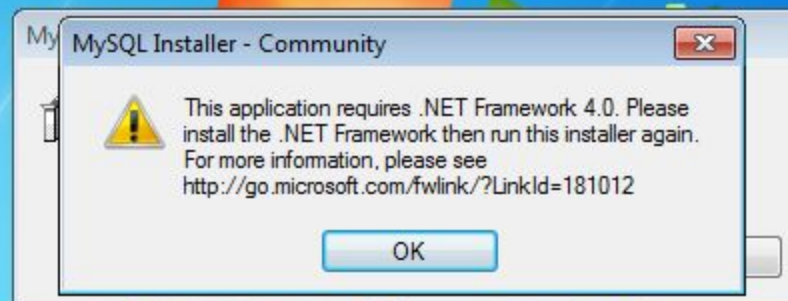 My
MySQL Installer - Community
This application requires .NET Framework 4.0. Please
install the .NET Framework then run this installer again.
For more information, please see
http://go.microsoft.com/fwlink/?LinkId=181012
OK